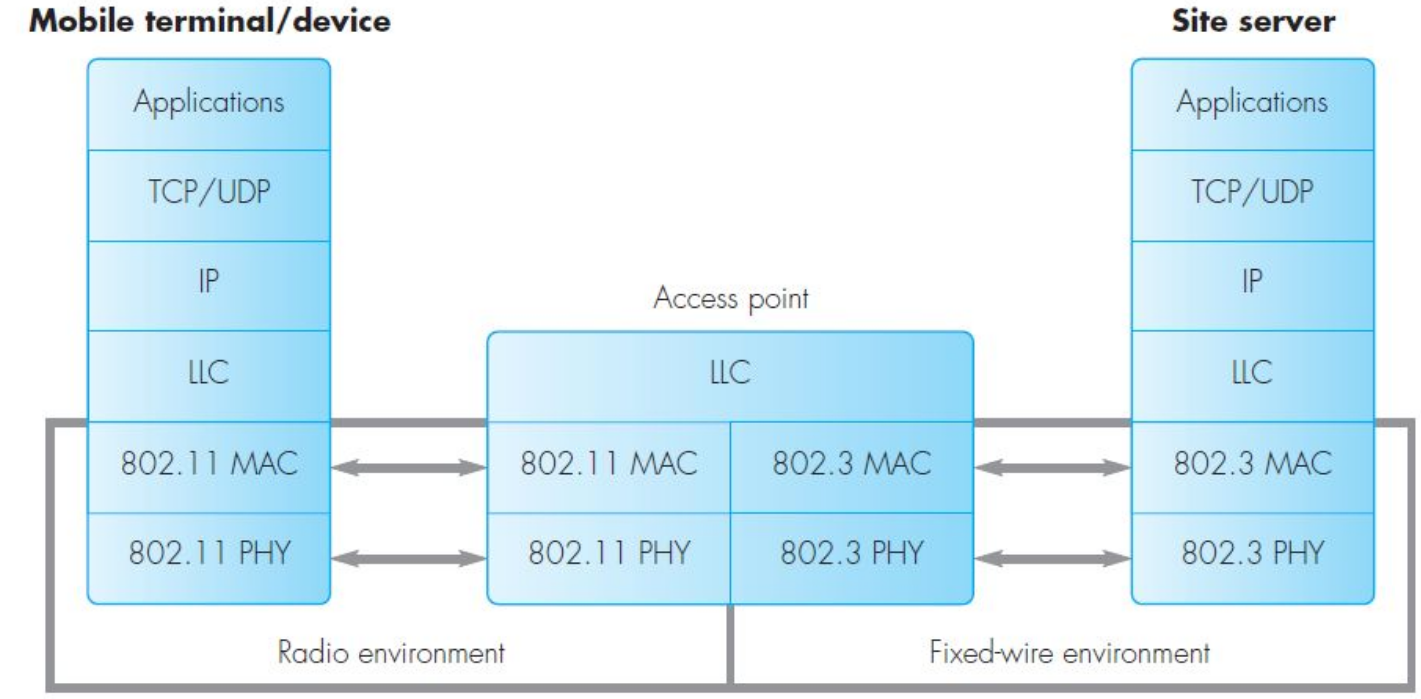 Mobile terminal/device
Site server
Applications
TCP/UDP
IP
LLC
802.11 MAC
802.11 PHY
Access point
LLC
802.11 MAC
802.3 MAC
802.11 PHY
802.3 PHY
Applications
TCP/UDP
IP
LLC
802.3 MAC
802.3 PHY
Radio environment
Fixed-wire environment